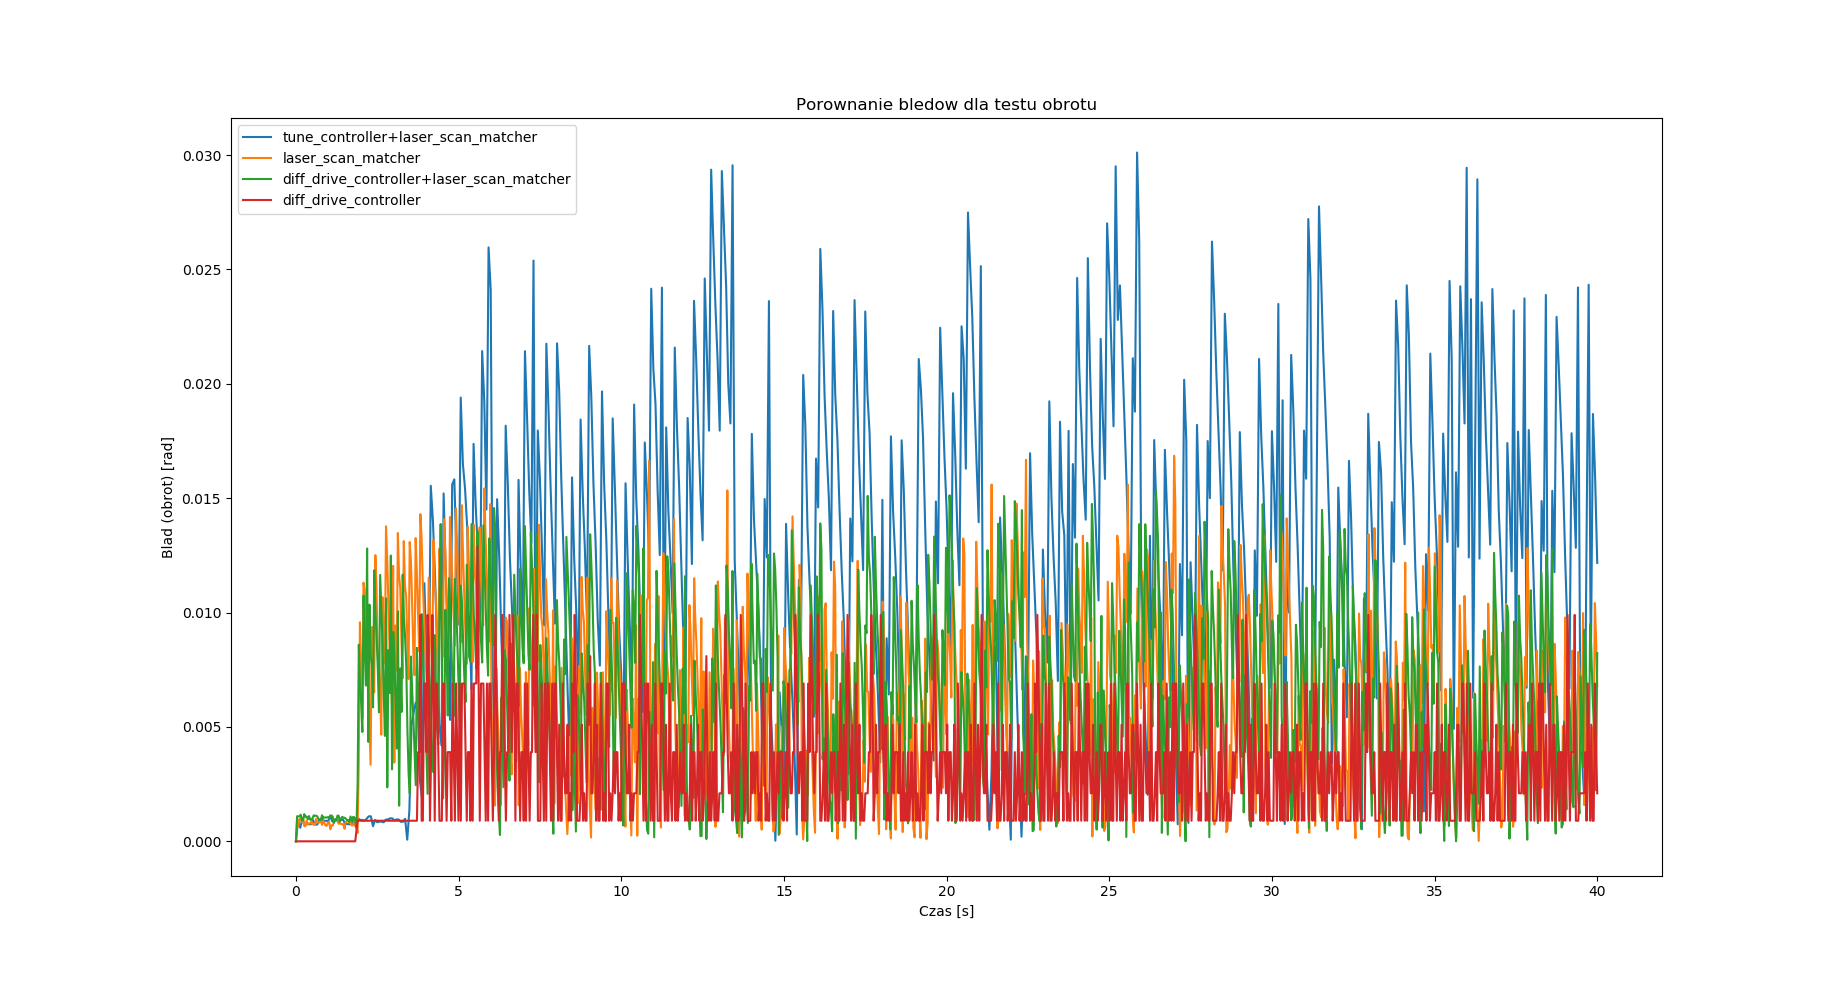 Porownanie bledow dla testu obrotu
tune_controller+laser_scan_matcher
laser_scan_matcher
diff_drive_controller+laser_scan_matcher
diff_drive_controller
0.030
0.025
0.020
0.015
0.010
0.005
0.000
Blad (obrot) [rad]
0 5 10 15 20 25 30 35 40
Czas [s]